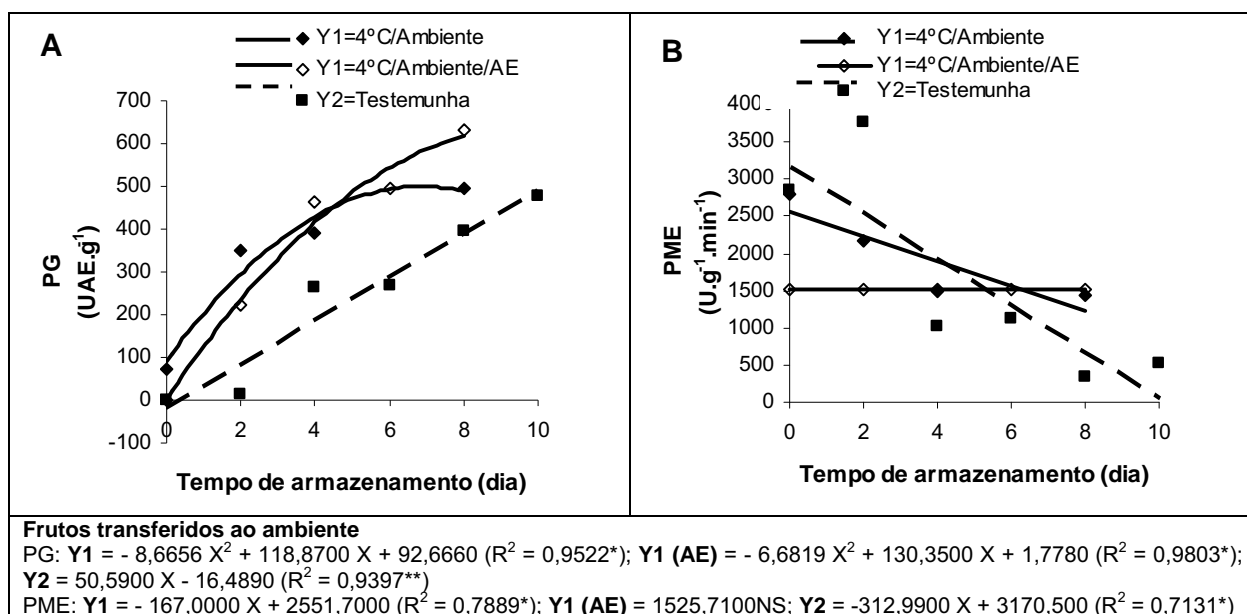 A
Y1=4ºC/Ambiente
Y1=4ºC/Ambiente/AE
Y2=Testemunha
700
600
500
400
300
200
100
0
-100
PG
(UAE.g-1)
0 2 4 6 8 10
Tempo de armazenamento (dia)
B
Y1=4ºC/Ambiente
Y1=4ºC/Ambiente/AE
Y2=Testemunha
3500
3000
2500
2000
1500
1000
500
0
PME
(U.g-1.min-1)
0 2 4 6 8 10
Tempo de armazenamento (dia)
Frutos transferidos ao ambiente
PG: Y1 = - 8,6656 X2 + 118,8700 X + 92,6660 (R2 = 0,9522*); Y1 (AE) = - 6,6819 X2 + 130,3500 X + 1,7780 (R2 = 0,9803*);
Y2 = 50,5900 X - 16,4890 (R2 = 0,9397**)
PME: Y1 = - 167,0000 X + 2551,7000 (R2 = 0,7889*); Y1 (AE) = 1525,7100NS; Y2 = -312,9900 X + 3170,500 (R2 = 0,7131*)